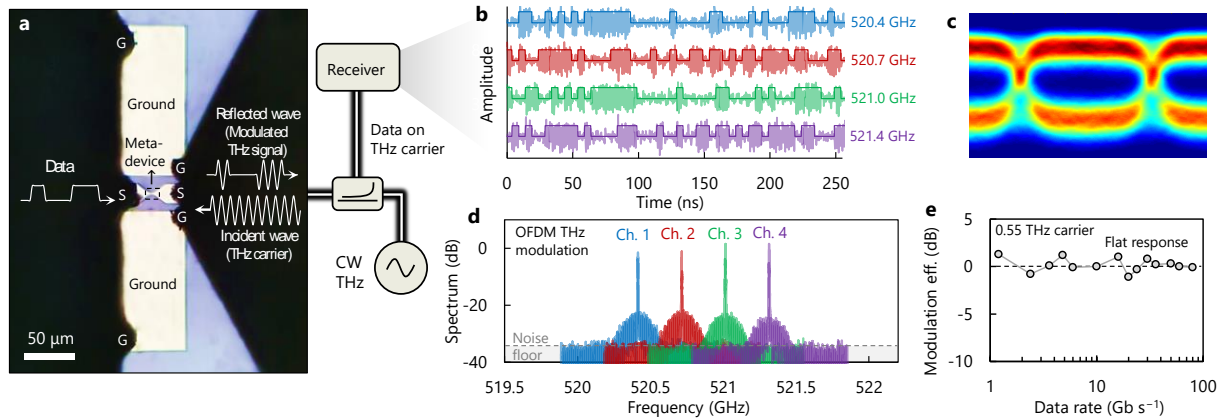 a
G
Ground
Meta-
device
Data
S
S
G
G
Ground
G
50 μm
Reflected wave
(Modulated
THz signal)
Incident wave
(THz carrier)
Receiver
Data on
THz carrier
CW
THz
b
Amplitude
520.4 GHz
520.7 GHz
521.0 GHz
521.4 GHz
0 50 100 150 200 250
Time (ns)
c
d
OFDM THz
modulation
Ch. 1 Ch. 2 Ch. 3 Ch. 4
Spectrum (dB)
0
-20
-40
Noise
floor
519.5 520 520.5 521 521.5 522
Frequency (GHz)
e
Modulation eff. (dB)
5
0
-5
-10
0.55 THz carrier
Flat response
1 10 100
Data rate (Gb s⁻¹)